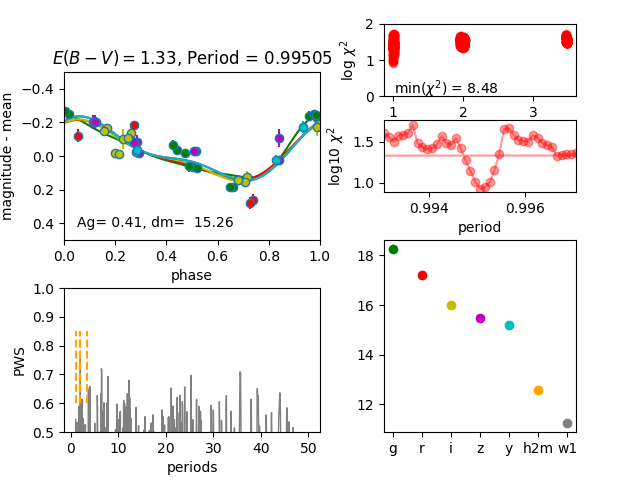 E(B − V) = 1.33, Period = 0.99505
magnitude - mean
−0.4
−0.2
0.0
0.2
0.4
Ag= 0.41, dm=  15.26
0.0 0.2 0.4 0.6 0.8 1.0
phase
log χ²
2
1
0
min(χ²) = 8.48
1 2 3
log10 χ²
1.5
1.0
0.994 0.996
period
PWS
1.0
0.9
0.8
0.7
0.6
0.5
0 10 20 30 40 50
periods
18
16
14
12
g r i z y h2m w1